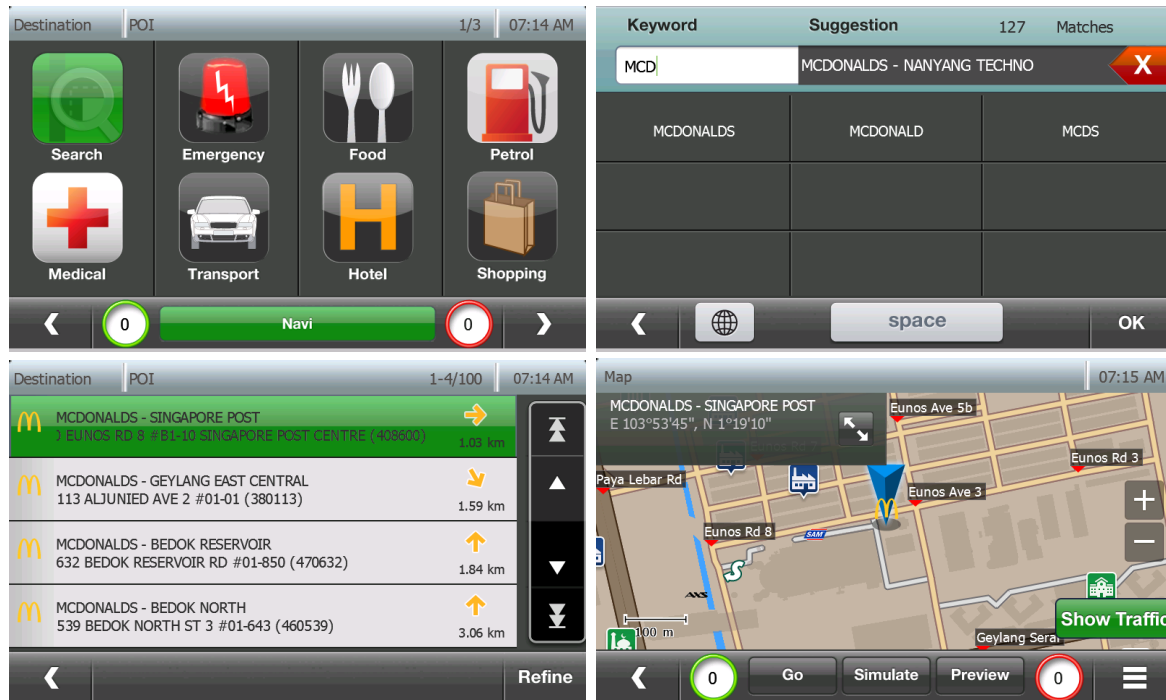 Destination POI 1/3 07:14 AM
Search Emergency Food Petrol
Medical Transport Hotel Shopping
0 Navi 0
Keyword Suggestion 127 Matches
MCD MCDONALDS - NANYANG TECHNO X
MCDONALDS MCDONALD MCDS
space OK
Destination POI 1-4/100 07:14 AM
MCDONALDS - SINGAPORE POST
EUNOS RD 8 #B1-10 SINGAPORE POST CENTRE (408600) 1.03 km
MCDONALDS - GEYLANG EAST CENTRAL
113 ALJUNIED AVE 2 #01-01 (380113) 1.59 km
MCDONALDS - BEDOK RESERVOIR
632 BEDOK RESERVOIR RD #01-850 (470632) 1.84 km
MCDONALDS - BEDOK NORTH
539 BEDOK NORTH ST 3 #01-643 (460539) 3.06 km
Refine
Map 07:15 AM
MCDONALDS - SINGAPORE POST
E 103°53'45", N 1°19'10"
Eunos Ave 5b
Eunos Rd 3
Paya Lebar Rd
Eunos Ave 3
Eunos Rd 8
SAM
AXS
100 m
Show Traffic
Geylang Serai
0 Go Simulate Preview 0